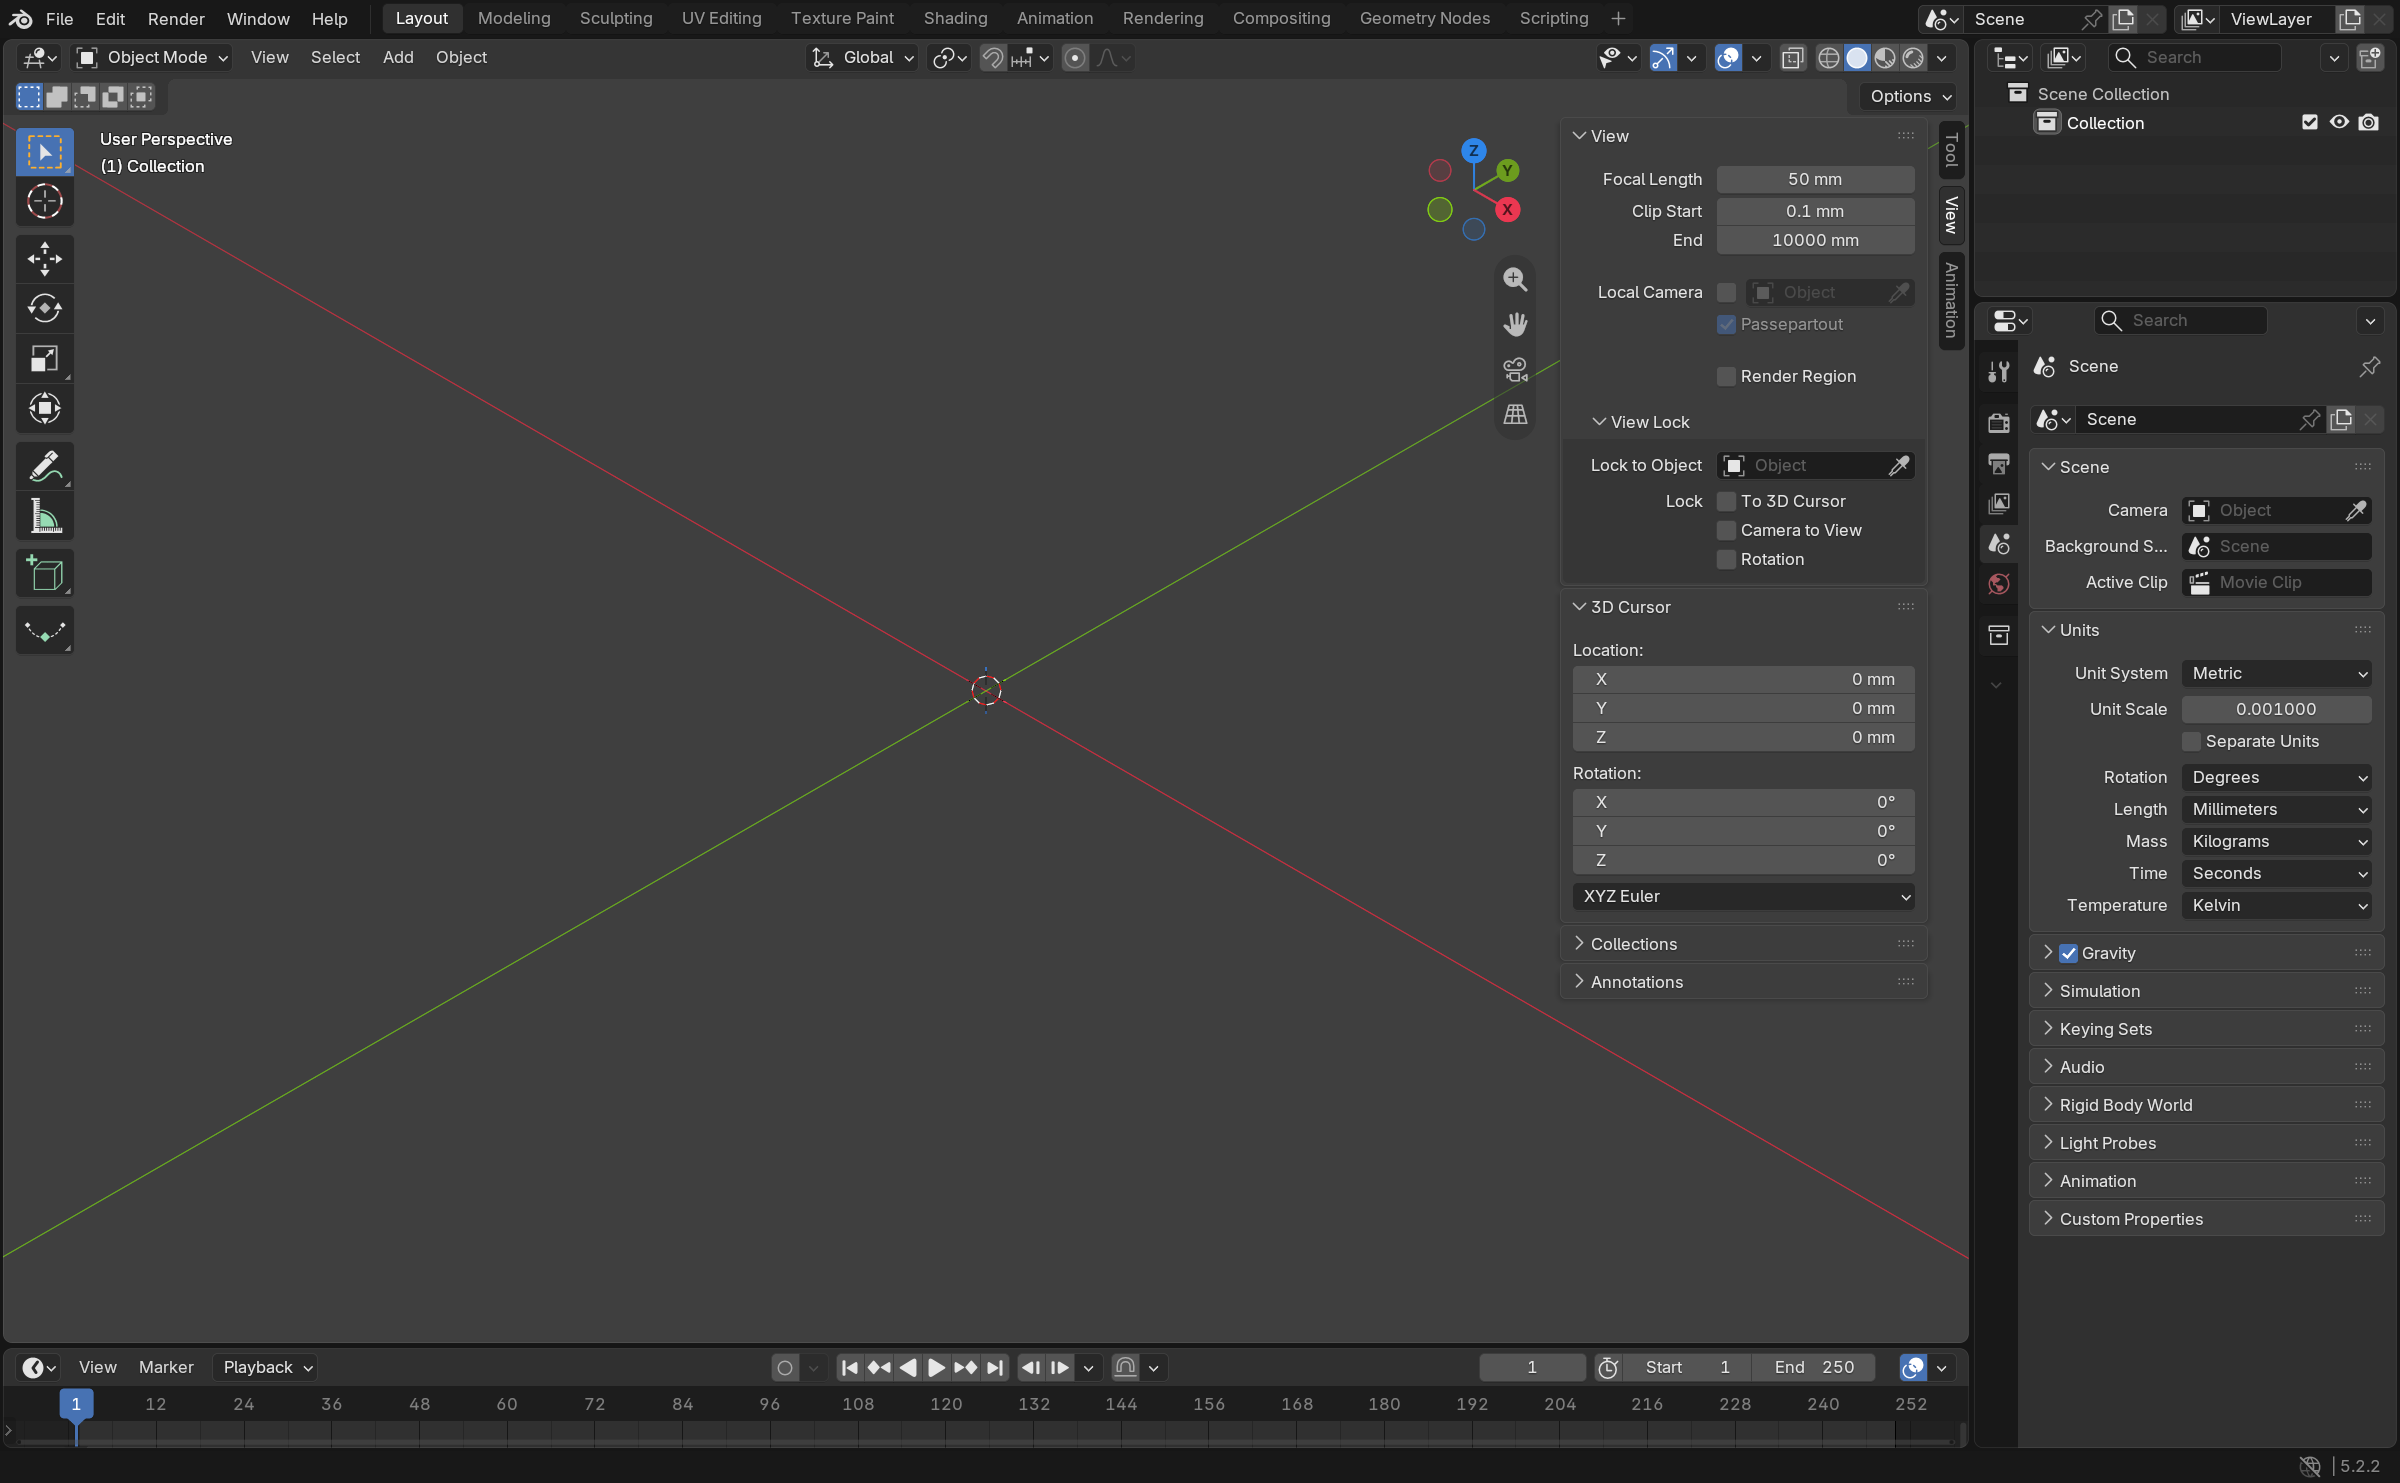 File Edit Render Window Help Layout Modeling Sculpting UV Editing Texture Paint Shading Animation Rendering Compositing Geometry Nodes Scripting Scene ViewLayer
Object Mode View Select Add Object Global
Options
Search
Scene Collection
Collection
User Perspective
(1) Collection
Z
Y
X
View
Focal Length 50 mm
Clip Start 0.1 mm
End 10000 mm
Local Camera Object
Passepartout
Render Region
View Lock
Lock to Object Object
Lock To 3D Cursor
Camera to View
Rotation
3D Cursor
Location:
X 0 mm
Y 0 mm
Z 0 mm
Rotation:
X 0°
Y 0°
Z 0°
XYZ Euler
Collections
Annotations
Tool
View
Animation
Search
Scene
Scene
Scene
Camera Object
Background S... Scene
Active Clip Movie Clip
Units
Unit System Metric
Unit Scale 0.001000
Separate Units
Rotation Degrees
Length Millimeters
Mass Kilograms
Time Seconds
Temperature Kelvin
Gravity
Simulation
Keying Sets
Audio
Rigid Body World
Light Probes
Animation
Custom Properties
View Marker Playback 1 Start 1 End 250
1 12 24 36 48 60 72 84 96 108 120 132 144 156 168 180 192 204 216 228 240 252
5.2.2